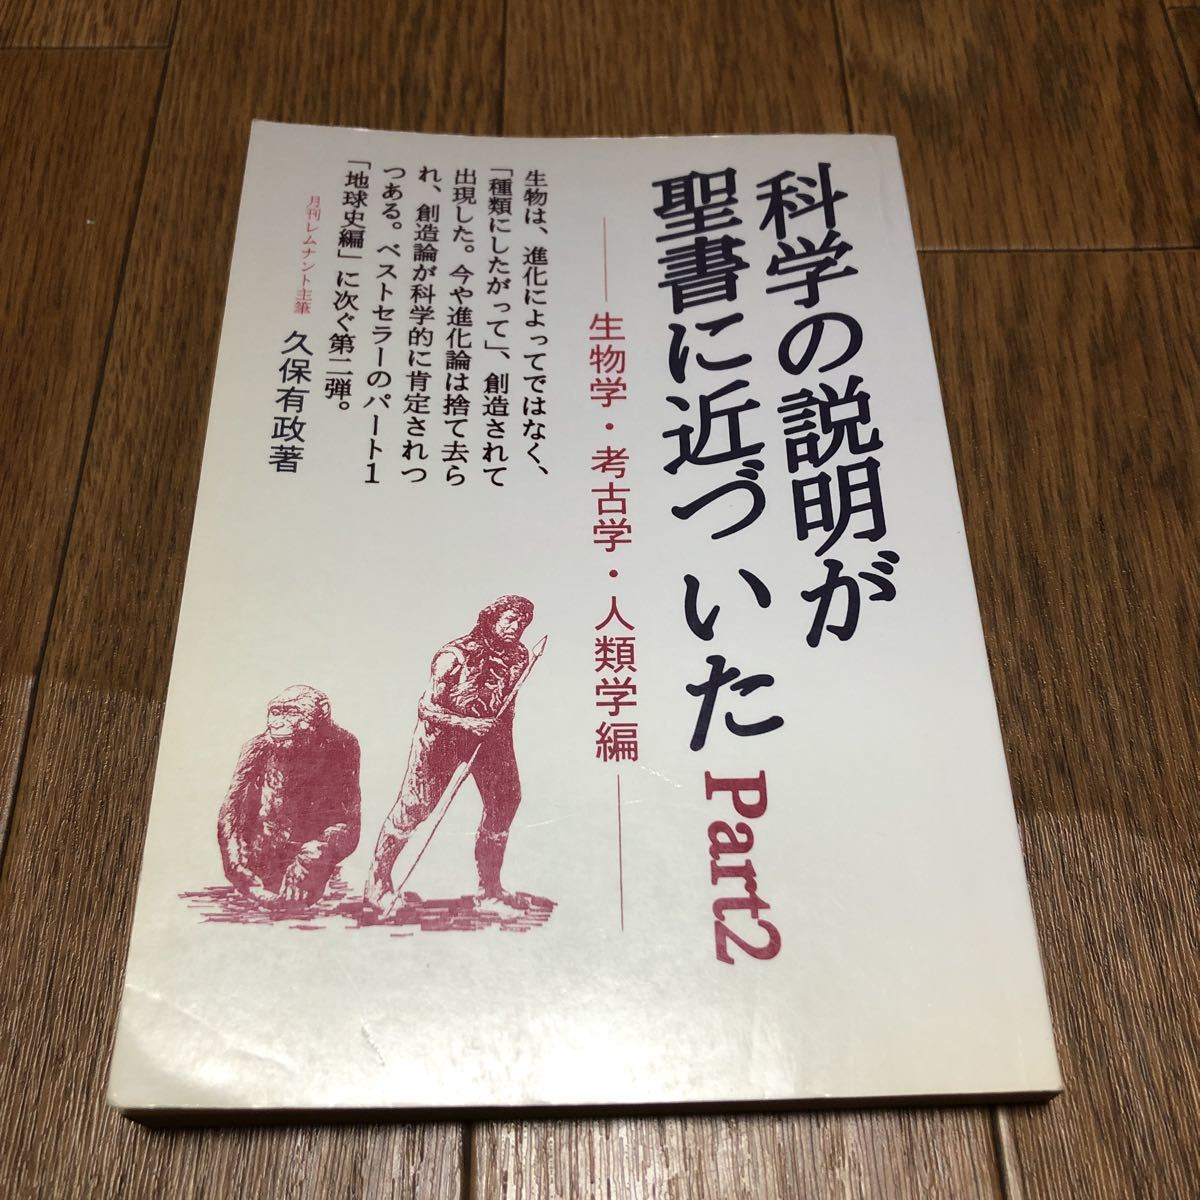 科学の説明が
聖書に近づいた Part2
生物学・考古学・人類学編
生物は、進化によってではなく、
「種類にしたがって」、創造されて
出現した。今や進化論は捨て去ら
れ、創造論が科学的に肯定されつ
つある。ベストセラーのパート1
「地球史編」に次ぐ第二弾。
月刊レムナント主筆 久保有政著